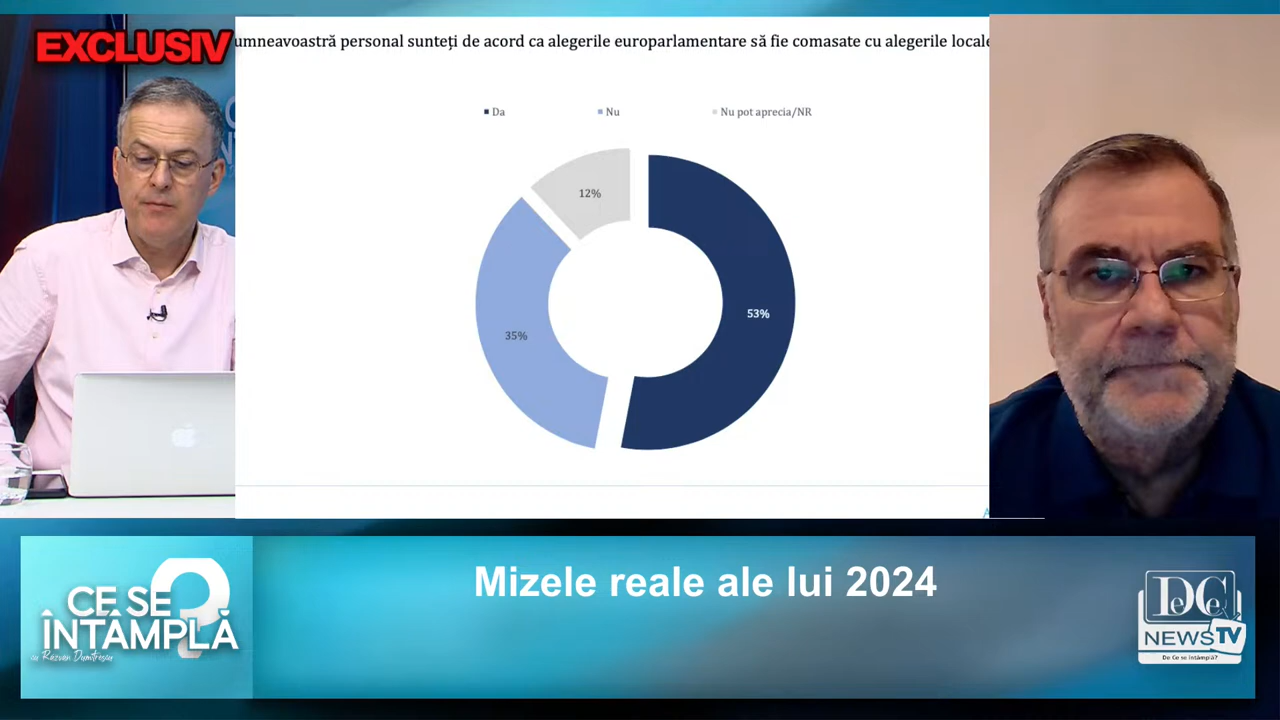 EXCLUSIV
umneavoastră personal sunteți de acord ca alegerile europarlamentare să fie comasate cu alegerile locale
Da
Nu
Nu pot aprecia/NR
12%
53%
35%
Mizele reale ale lui 2024
CE SE
ÎNTÂMPLĂ
?
cu Răzvan Dumitrescu
DeCe
NEWS TV
De Ce se întâmplă?